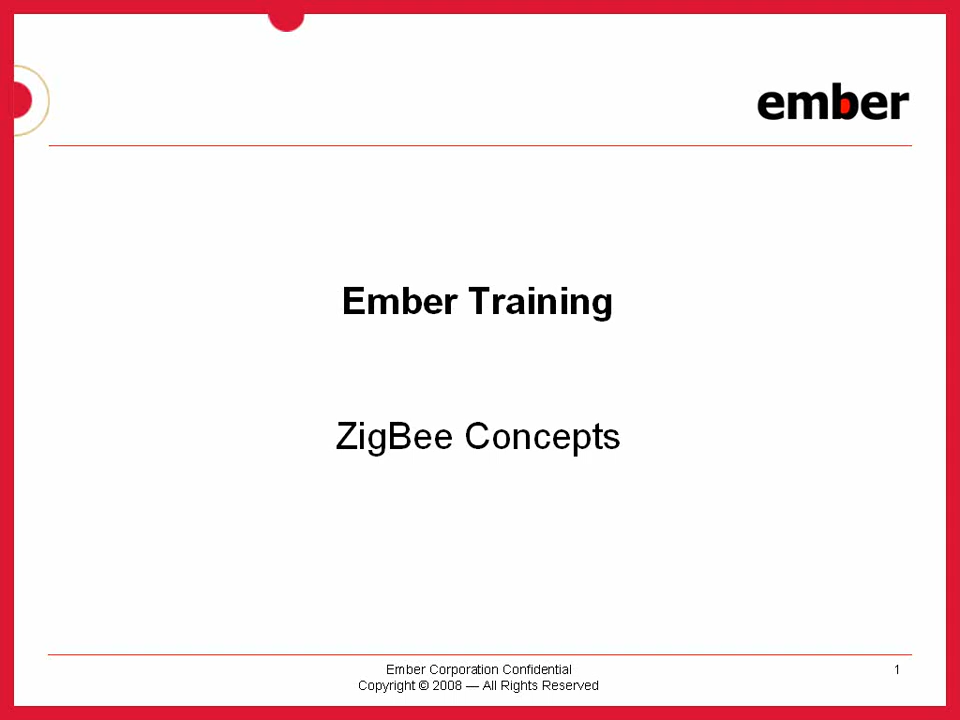 ember
Ember Training
ZigBee Concepts
Ember Corporation Confidential
Copyright © 2008 — All Rights Reserved
1